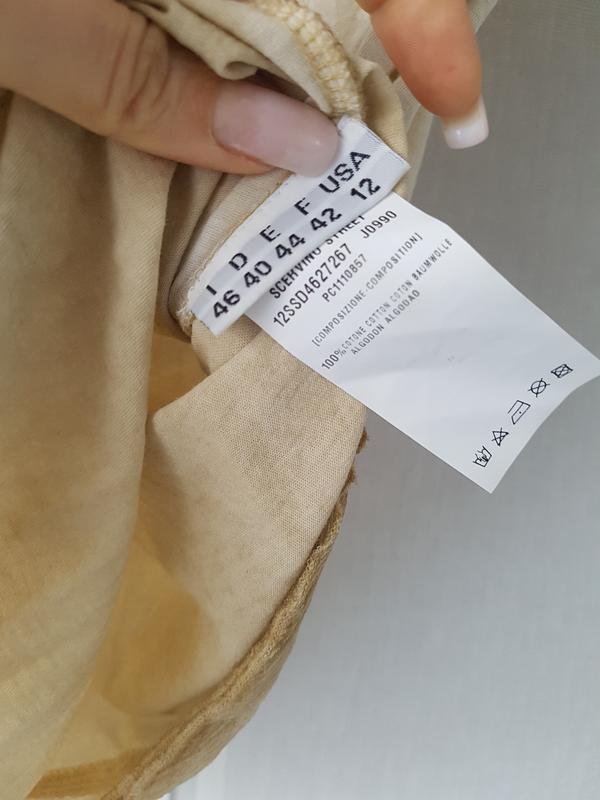 I D E F USA
46 40 44 42 12
SCERVINO STREET
12SSD4627267 J0990
PC1110857
[COMPOSIZIONE-COMPOSITION]
100% COTONE COTTON COTON BAUMWOLLE
ALGODON ALGODAO